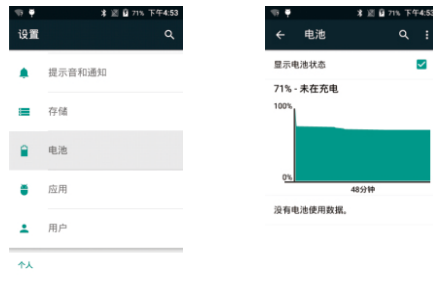 71% 下午4:53
设置
提示音和通知
存储
电池
应用
用户
个人
71% 下午4:53
电池
显示电池状态
71% - 未在充电
100%
0%
48分钟
没有电池使用数据。